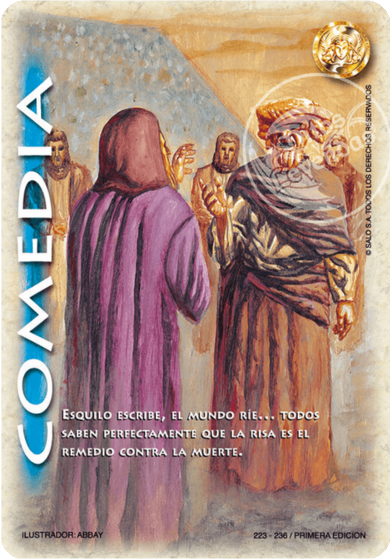 COMEDIA
© SALO S.A. TODOS LOS DERECHOS RESERVADOS
Esquilo escribe, el mundo ríe... todos
saben perfectamente que la risa es el
remedio contra la muerte.
ILUSTRADOR: ABBAY
223 - 236 / PRIMERA EDICION